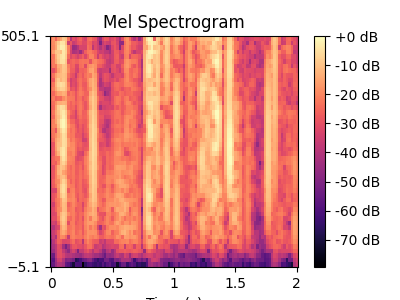 Mel Spectrogram
505.1
−5.1
0
0.5
1
1.5
2
+0 dB
-10 dB
-20 dB
-30 dB
-40 dB
-50 dB
-60 dB
-70 dB